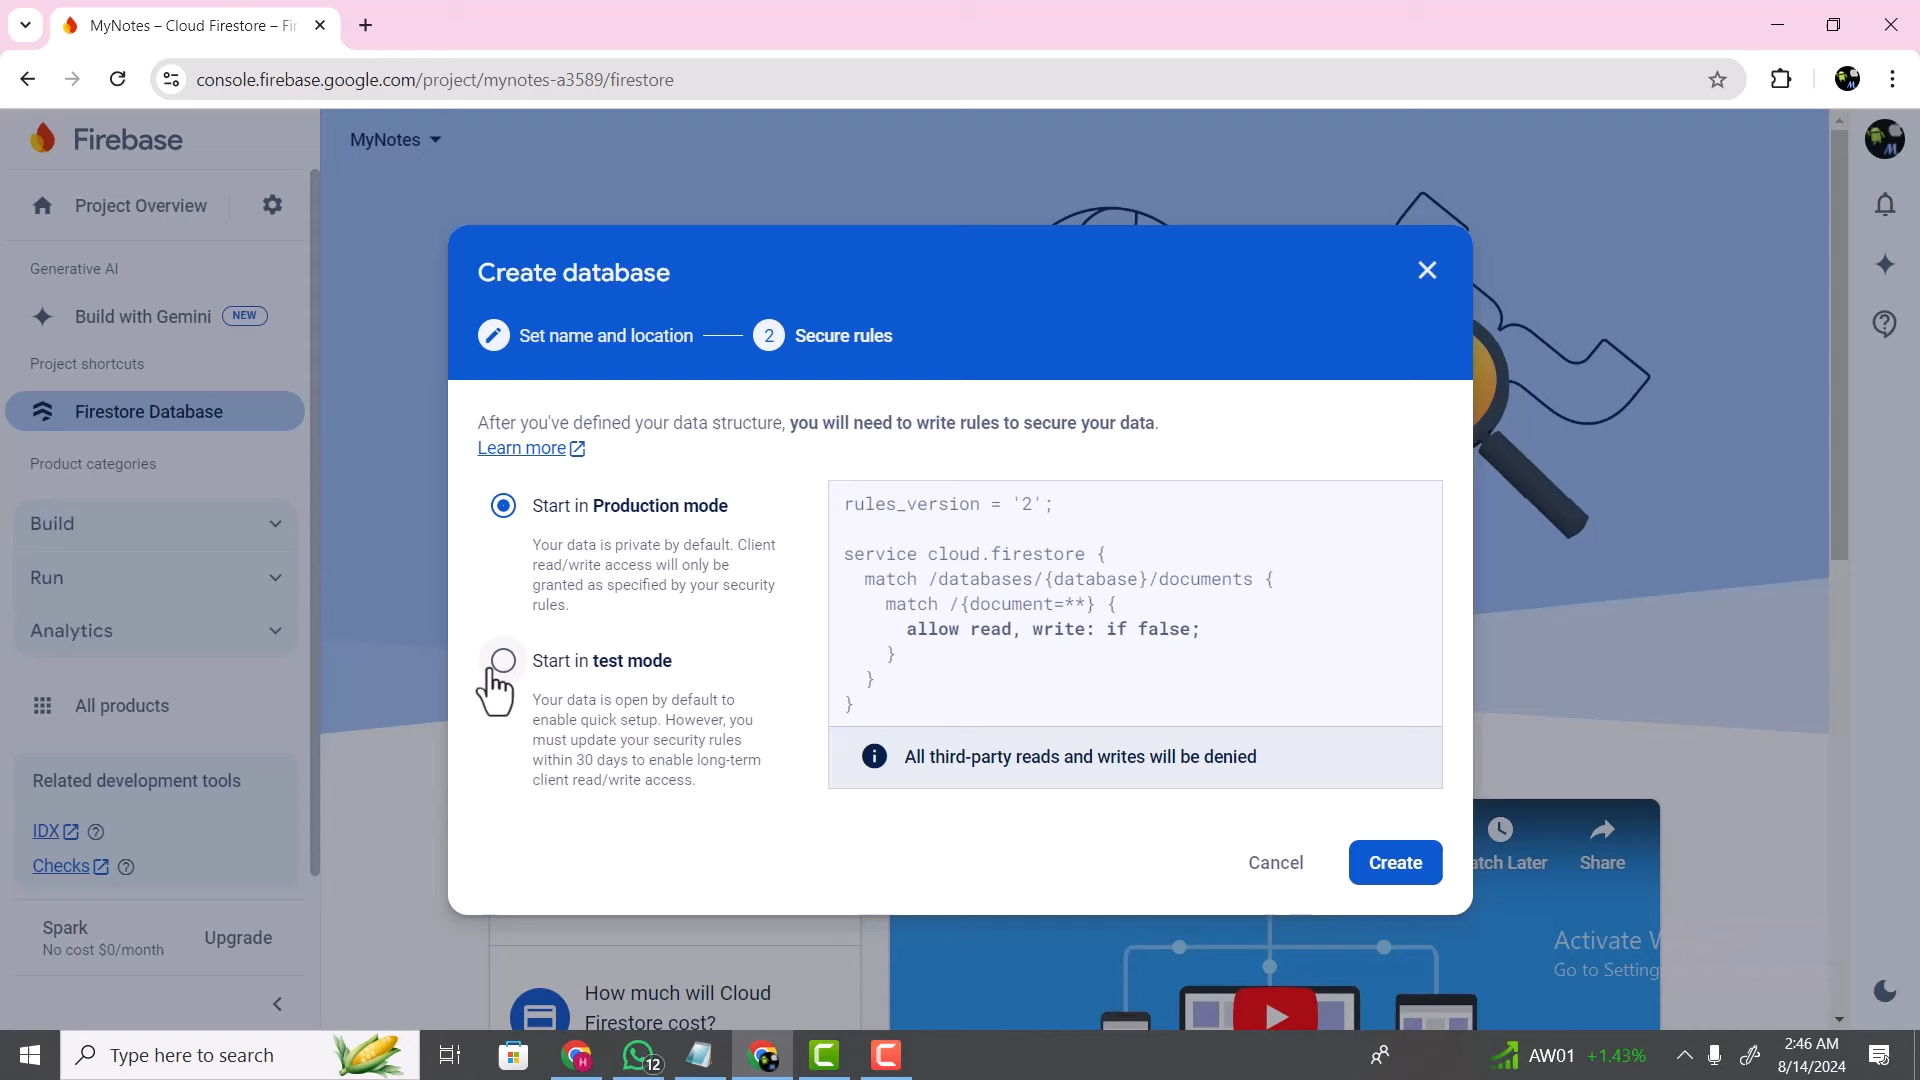 MyNotes – Cloud Firestore – Fir
console.firebase.google.com/project/mynotes-a3589/firestore
Firebase
MyNotes
Project Overview
Generative AI
Build with Gemini NEW
Project shortcuts
Firestore Database
Product categories
Build
Run
Analytics
All products
Related development tools
IDX
Checks
Spark
No cost $0/month
Upgrade
Create database
Set name and location
2 Secure rules
After you've defined your data structure, you will need to write rules to secure your data.
Learn more
Start in Production mode
Your data is private by default. Client
read/write access will only be
granted as specified by your security
rules.
Start in test mode
Your data is open by default to
enable quick setup. However, you
must update your security rules
within 30 days to enable long-term
client read/write access.
rules_version = '2';
service cloud.firestore {
match /databases/{database}/documents {
match /{document=**} {
allow read, write: if false;
}
}
}
All third-party reads and writes will be denied
Cancel
Create
atch Later
Share
How much will Cloud
Firestore cost?
Activate W
Go to Setting
Type here to search
12
AW01 +1.43%
2:46 AM
8/14/2024